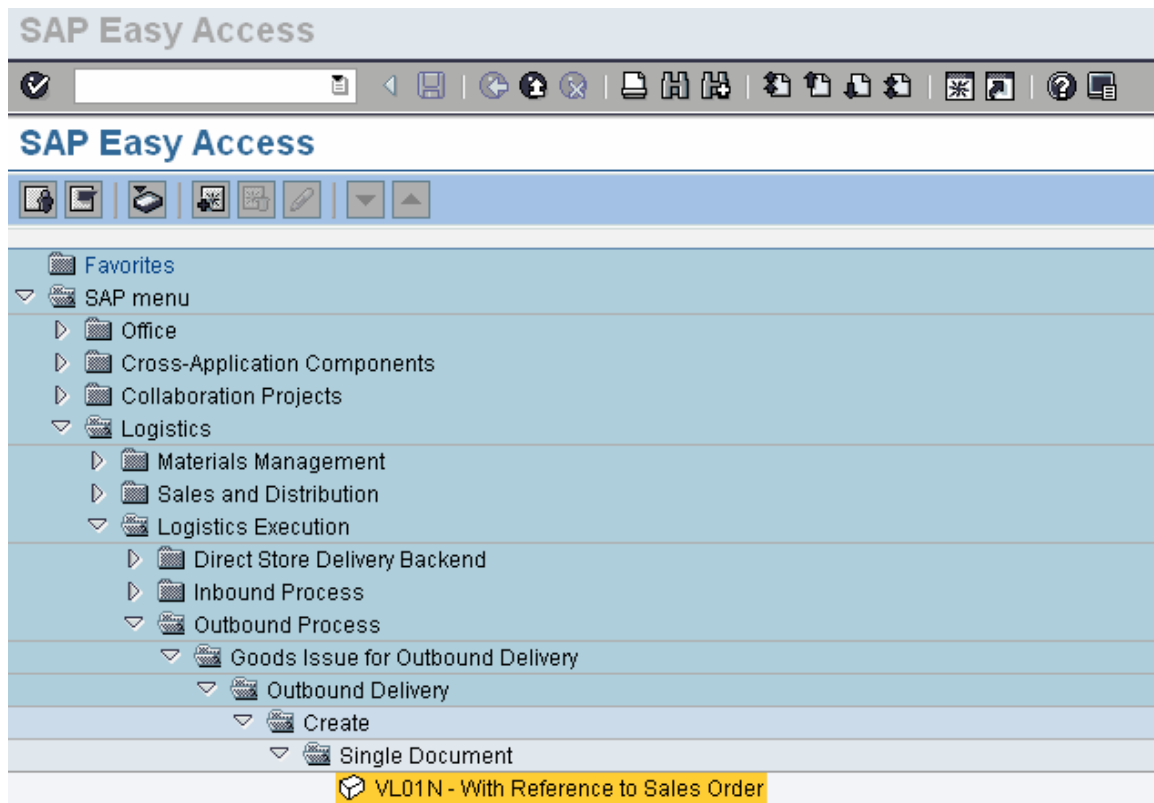 SAP Easy Access
SAP Easy Access
Favorites
SAP menu
Office
Cross-Application Components
Collaboration Projects
Logistics
Materials Management
Sales and Distribution
Logistics Execution
Direct Store Delivery Backend
Inbound Process
Outbound Process
Goods Issue for Outbound Delivery
Outbound Delivery
Create
Single Document
VL01N - With Reference to Sales Order